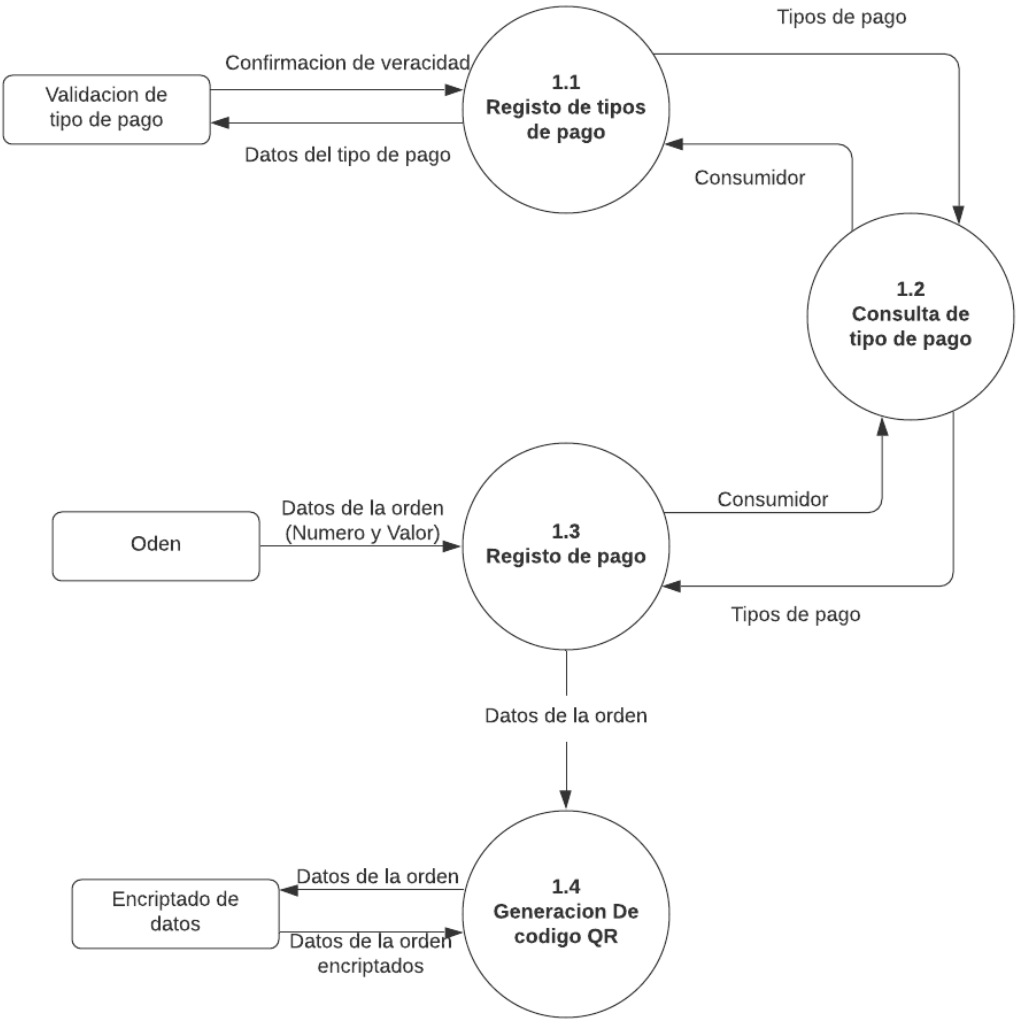 Tipos de pago
Confirmacion de veracidad
Validacion de
tipo de pago
1.1
Registo de tipos
de pago
Datos del tipo de pago
Consumidor
1.2
Consulta de
tipo de pago
Datos de la orden
(Numero y Valor)
Oden
Consumidor
1.3
Registo de pago
Tipos de pago
Datos de la orden
Datos de la orden
Encriptado de
datos
1.4
Generacion De
codigo QR
Datos de la orden
encriptados